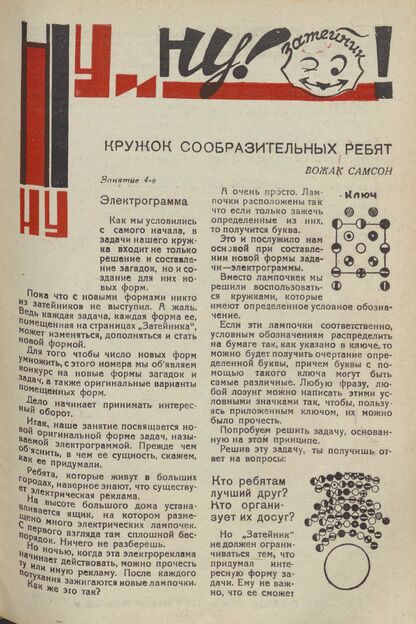 НУ и НУ!
Затейник
!
НУ
НУ
КРУЖОК СООБРАЗИТЕЛЬНЫХ РЕБЯТ
ВОЖАК САМСОН
Занятие 4-е
Электрограмма
Как мы условились
с самого начала, в
задачи нашего круж-
ка входит не только
решение и составле-
ние загадок, но и со-
здание для них но-
вых форм.
Пока что с новыми формами никто
из затейников не выступил. А жаль.
Ведь каждая задача, каждая форма ее,
помещенная на страницах „Затейника“,
может изменяться, дополняться и стать
новой формой.
Для того чтобы число новых форм
умножить, с этого номера мы об'являем
конкурс на новые формы загадок и
задач, а также оригинальные варианты
помещенных форм.
Дело начинает принимать интерес-
ный оборот.
Итак, наше занятие посвящается но-
вой оригинальной форме задач, назы-
ваемой электрограммой. Прежде чем
об'яснить, в чем ее сущность, скажем,
как ее придумали.
Ребята, которые живут в больших
городах, наверное знают, что существу-
ет электрическая реклама.
На высоте большого дома устана-
вливается ящик, на котором разме-
щено много электрических лампочек.
С первого взгляда там сплошной бес-
порядок. Ничего не разберешь.
Но ночью, когда эта электрореклама
начинает действовать, можно прочесть
ту или иную рекламу. После каждого
потухания зажигаются новые лампочки.
Как же это так?
А очень просто. Лам-
почки расположены так
что если только зажечь
определенные из них,
то получится буква.
Это и послужило нам
основой при составле-
нии новой формы зада-
чи—электрограммы.
Вместо лампочек мы
решили воспользовать-
ся кружками, которые
имеют определенное условное обозна-
чение.
Если эти лампочки соответственно,
условным обозначениям распределить
на бумаге так, как указано в ключе, то
можно будет получить очертание опре-
деленной буквы, причем буквы с по-
мощью такого ключа могут быть
самые различные. Любую фразу, лю-
бой лозунг можно написать этими ус-
ловными значками так, чтобы, пользу-
ясь приложенным ключом, их можно
было прочесть.
Попробуем решить задачу, основан-
ную на этом принципе.
Решив эту задачу, ты получишь от-
вет на вопросы:
Ключ
Кто ребятам
лучший друг?
Кто органи-
зует их досуг?
Но „Затейник“
не должен ограни-
чиваться тем, что
придумал инте-
ресную форму за-
дачи. Ему не важ-
но, что ее сможет